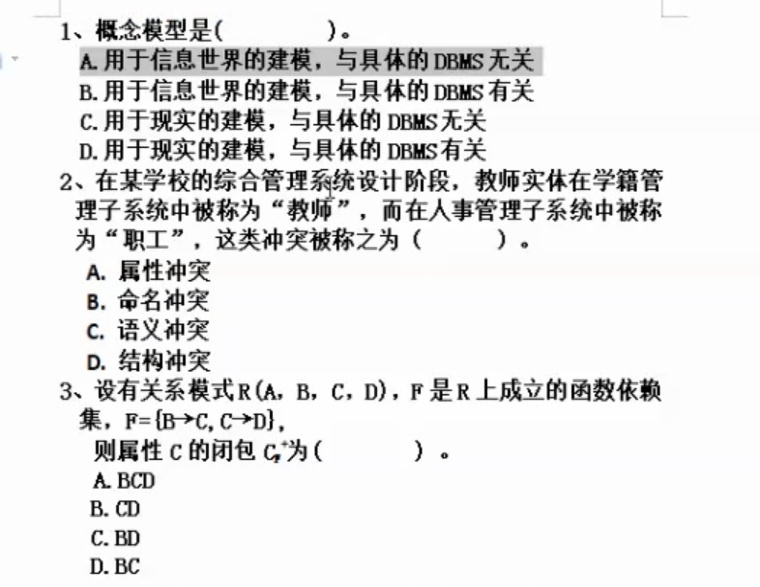 1、概念模型是(    )。
A.用于信息世界的建模，与具体的DBMS无关
B.用于信息世界的建模，与具体的DBMS有关
C.用于现实的建模，与具体的DBMS无关
D.用于现实的建模，与具体的DBMS有关
2、在某学校的综合管理系统设计阶段，教师实体在学籍管
理子系统中被称为“教师”，而在人事管理子系统中被称
为“职工”，这类冲突被称之为（    ）。
A. 属性冲突
B. 命名冲突
C. 语义冲突
D. 结构冲突
3、设有关系模式R(A，B，C，D)，F是R上成立的函数依赖
集，F={B→C,C→D}，
则属性C的闭包C_F^+为(    )。
A.BCD
B.CD
C.BD
D.BC